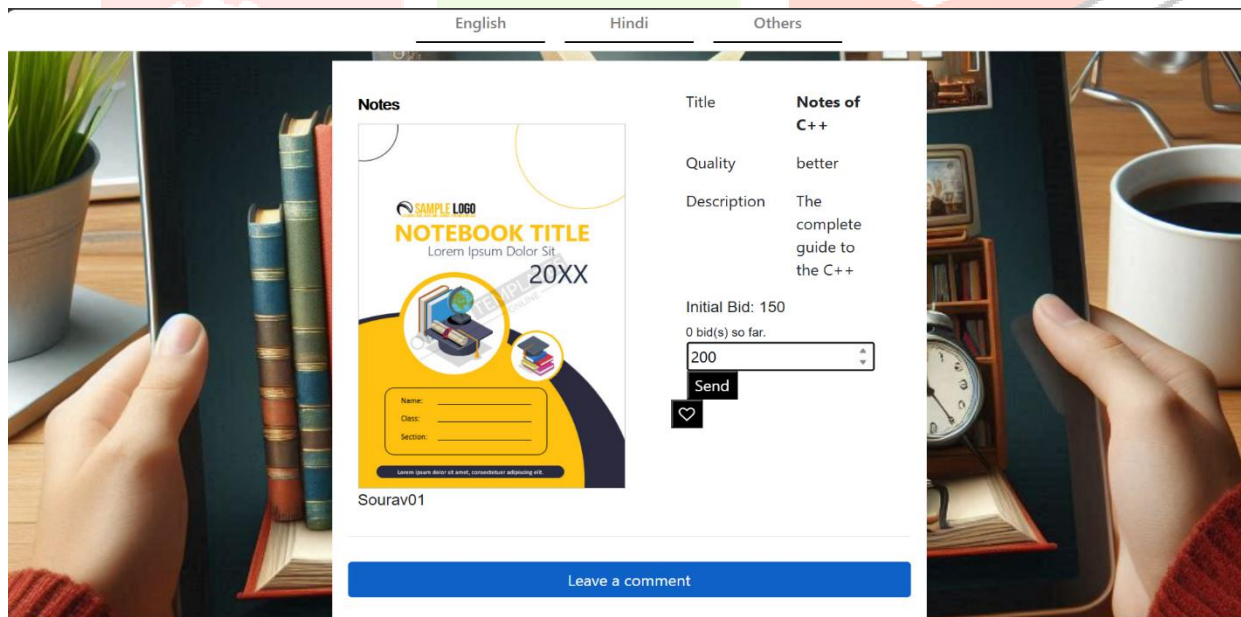 English Hindi Others
Notes
SAMPLE LOGO
NOTEBOOK TITLE
Lorem Ipsum Dolor Sit
20XX
Name:
Class:
Section:
Lorem ipsum dolor sit amet, consectetuer adipiscing elit.
Sourav01
Title Notes of
C++
Quality better
Description The
complete
guide to
the C++
Initial Bid: 150
0 bid(s) so far.
200
Send
Leave a comment